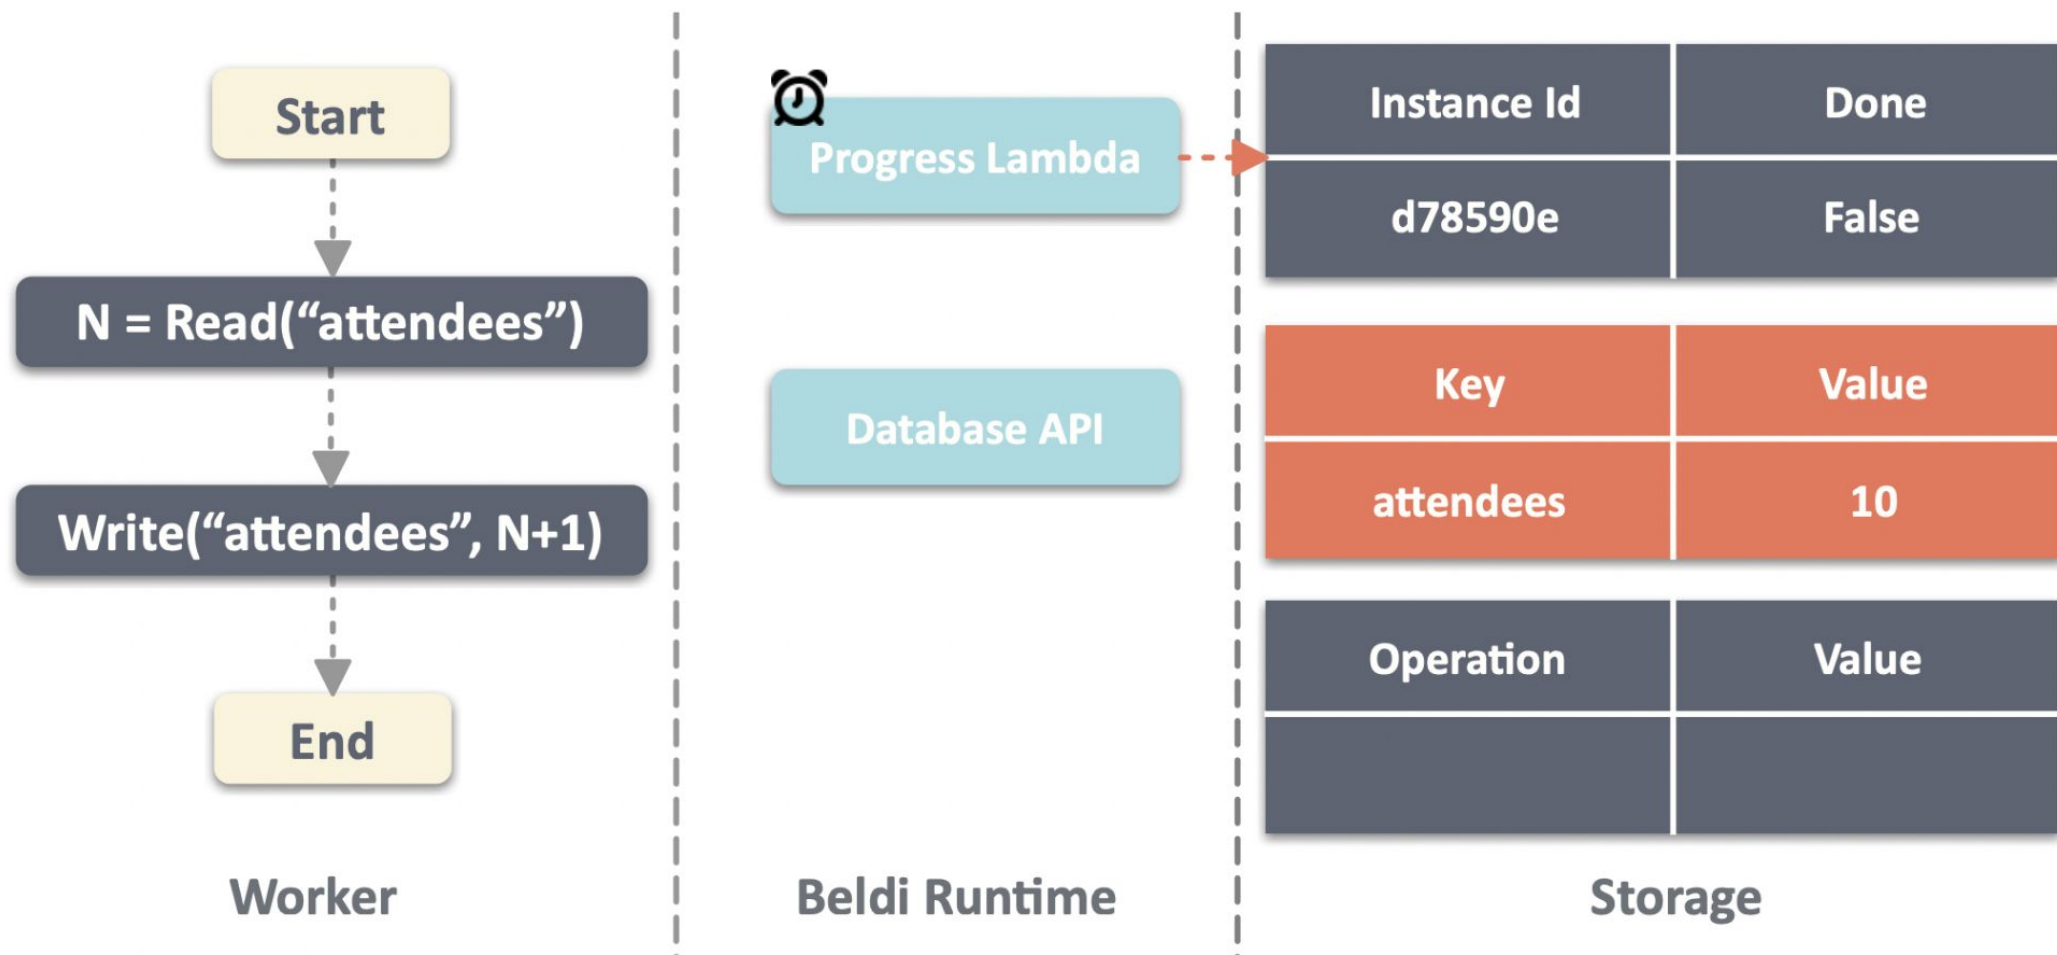 Start
N = Read(“attendees”)
Write(“attendees”, N+1)
End
Worker
Progress Lambda
Database API
Beldi Runtime
Instance Id Done
d78590e False
Key Value
attendees 10
Operation Value
Storage